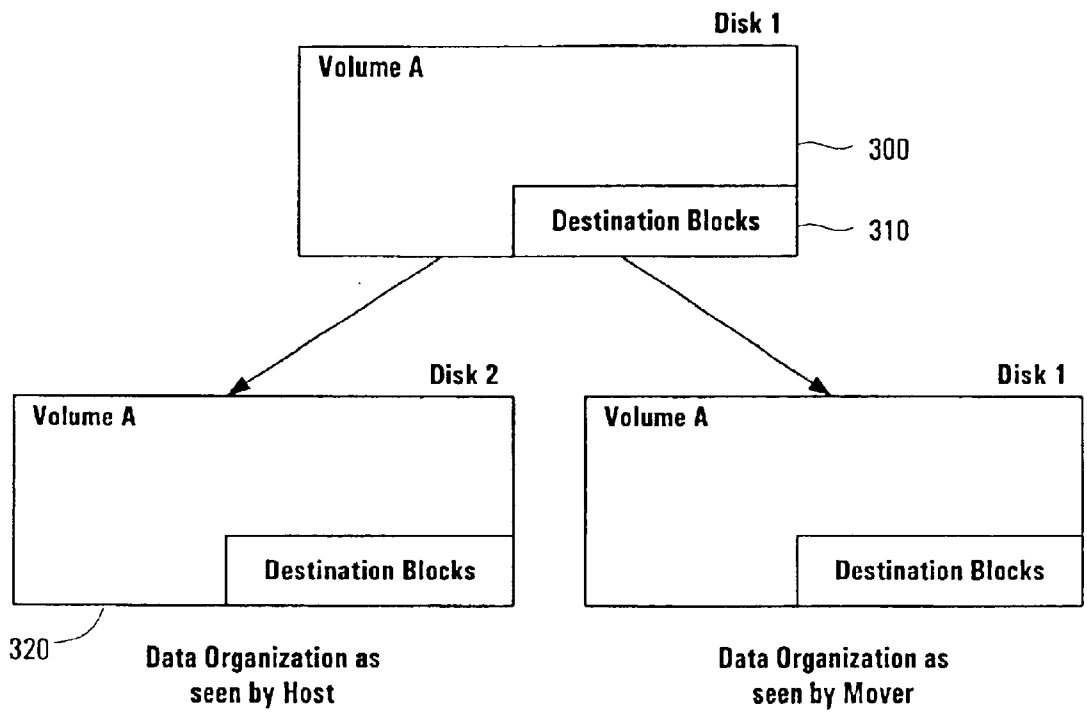 Disk 1
Volume A
300
Destination Blocks
310
Disk 2
Disk 1
Volume A
Volume A
Destination Blocks
Destination Blocks
320
Data Organization as
seen by Host
Data Organization as
seen by Mover